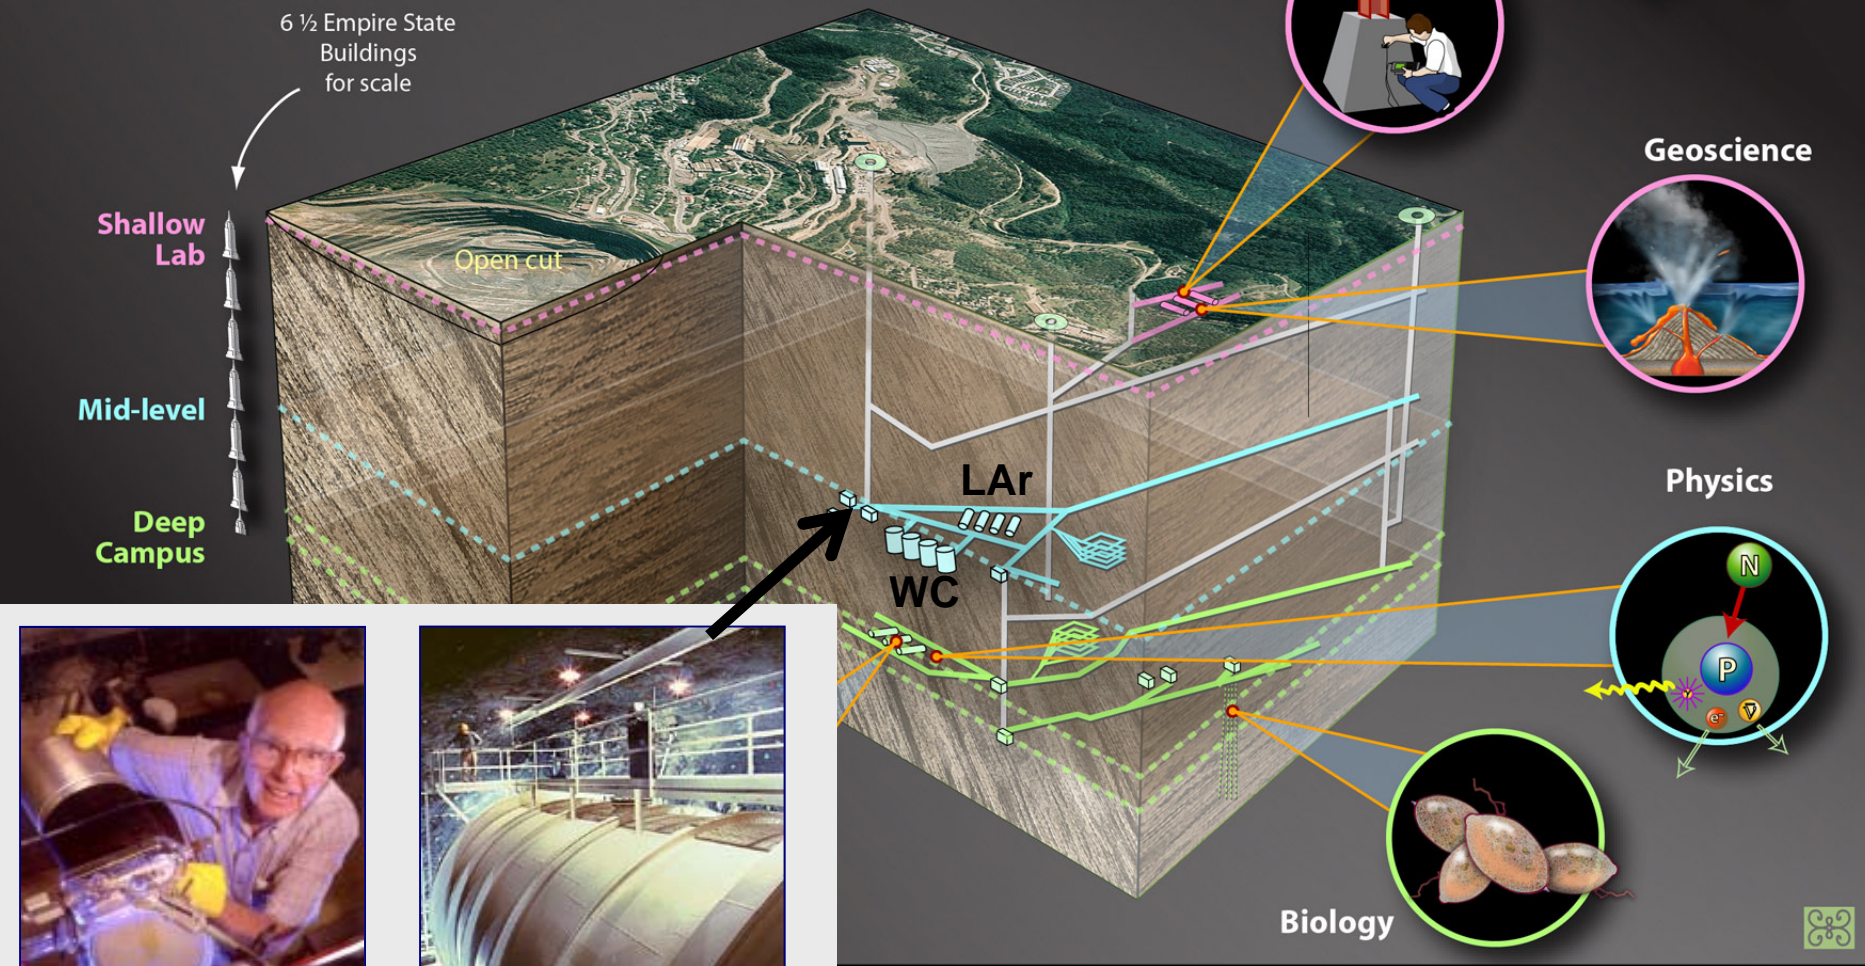 6 ½ Empire State
Buildings
for scale
Shallow
Lab
Open cut
Geoscience
Mid-level
LAr
Physics
Deep
Campus
WC
N
P
e⁻
ν̅
Biology